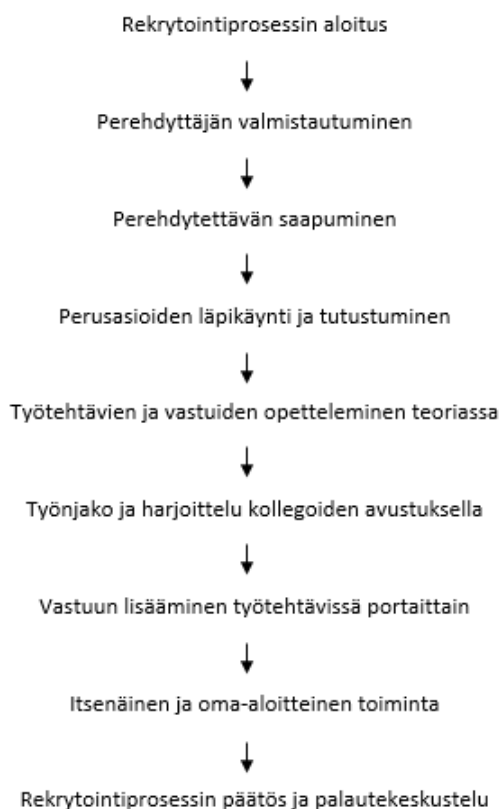 Rekrytointiprosessin aloitus
Perehdyttäjän valmistautuminen
Perehdytettävän saapuminen
Perusasioiden läpikäynti ja tutustuminen
Työtehtävien ja vastuiden opetteleminen teoriassa
Työnjako ja harjoittelu kollegoiden avustuksella
Vastuun lisääminen työtehtävissä portaittain
Itsenäinen ja oma-aloitteinen toiminta
Rekrytointiprosessin päätös ja palautekeskustelu